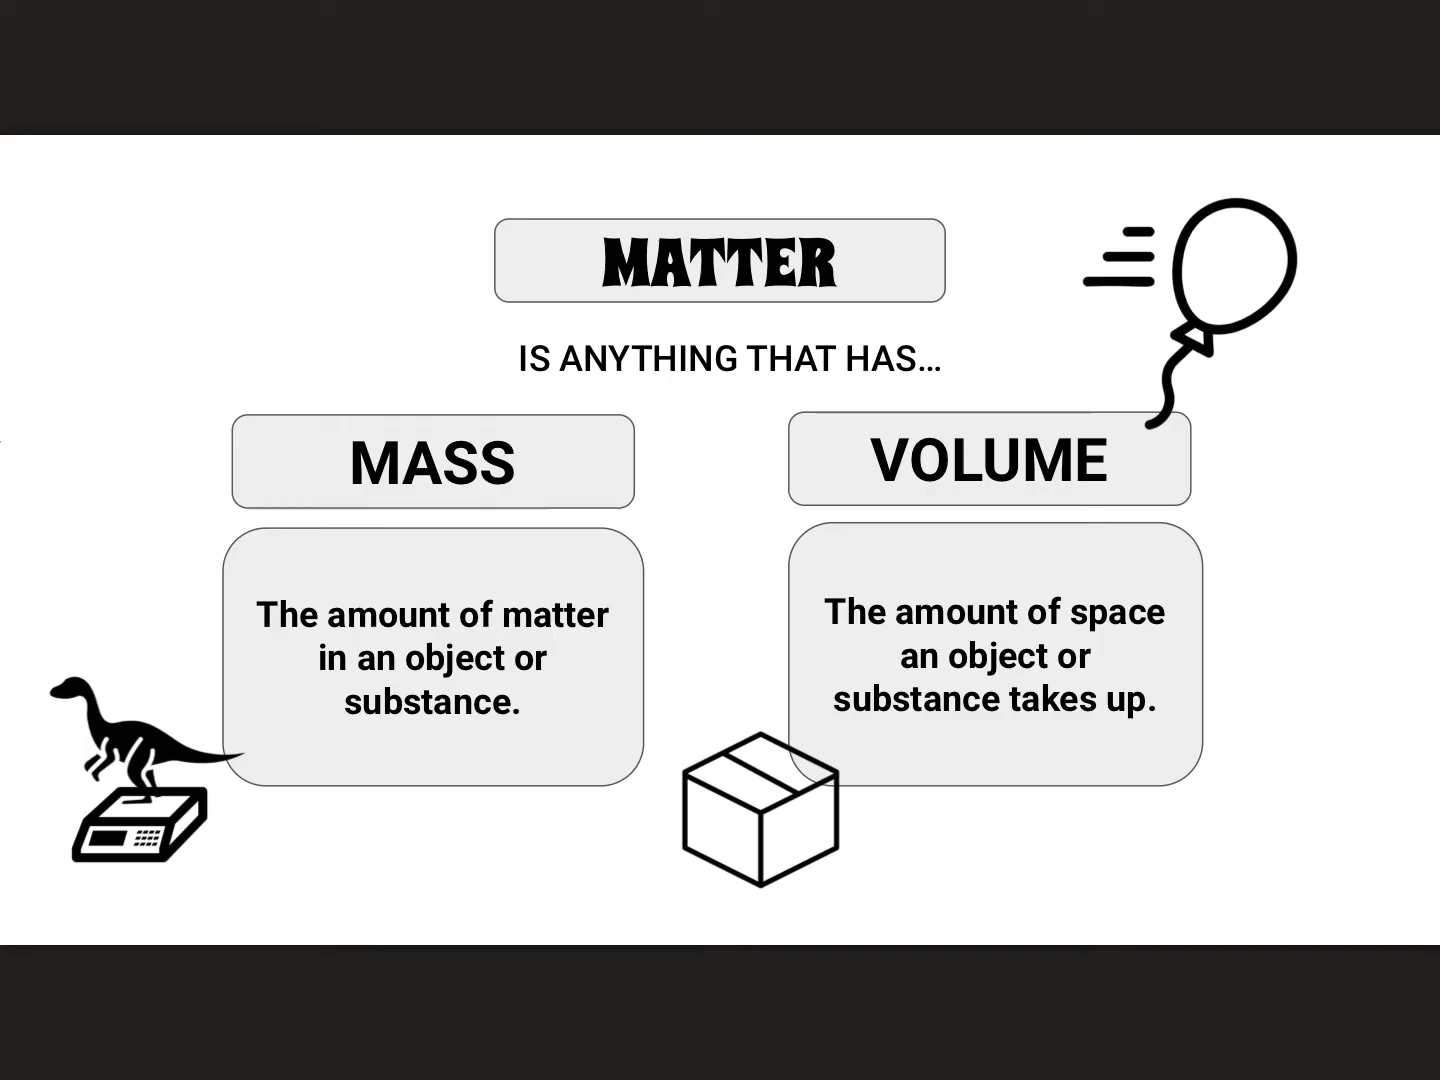 MATTER
IS ANYTHING THAT HAS...
MASS
The amount of matter
in an object or
substance.
VOLUME
The amount of space
an object or
substance takes up.